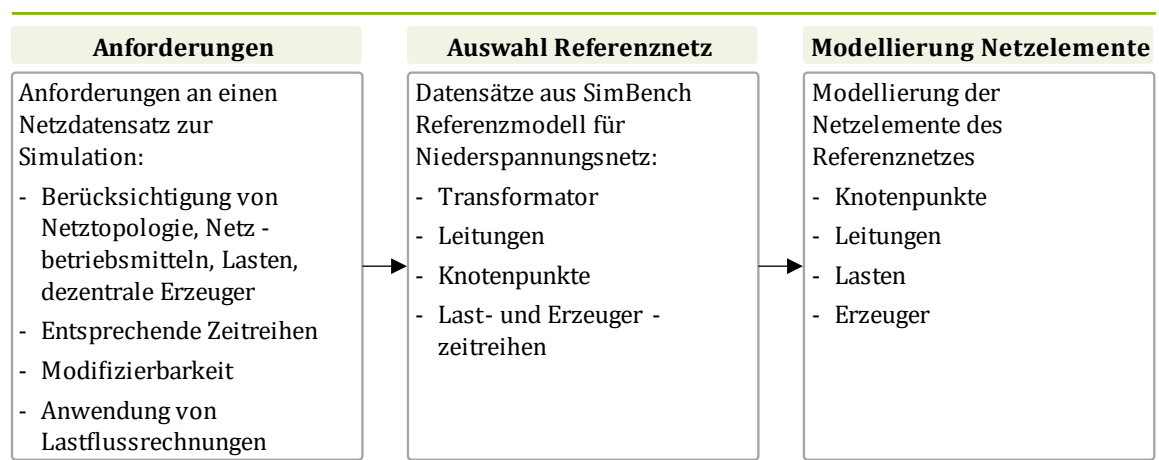 Anforderungen
Anforderungen an einen
Netzdatensatz zur
Simulation:
- Berücksichtigung von
Netztopologie, Netz -
betriebsmitteln, Lasten,
dezentrale Erzeuger
- Entsprechende Zeitreihen
- Modifizierbarkeit
- Anwendung von
Lastflussrechnungen
Auswahl Referenznetz
Datensätze aus SimBench
Referenzmodell für
Niederspannungsnetz:
- Transformator
- Leitungen
- Knotenpunkte
- Last- und Erzeuger -
zeitreihen
Modellierung Netzelemente
Modellierung der
Netzelemente des
Referenznetzes
- Knotenpunkte
- Leitungen
- Lasten
- Erzeuger